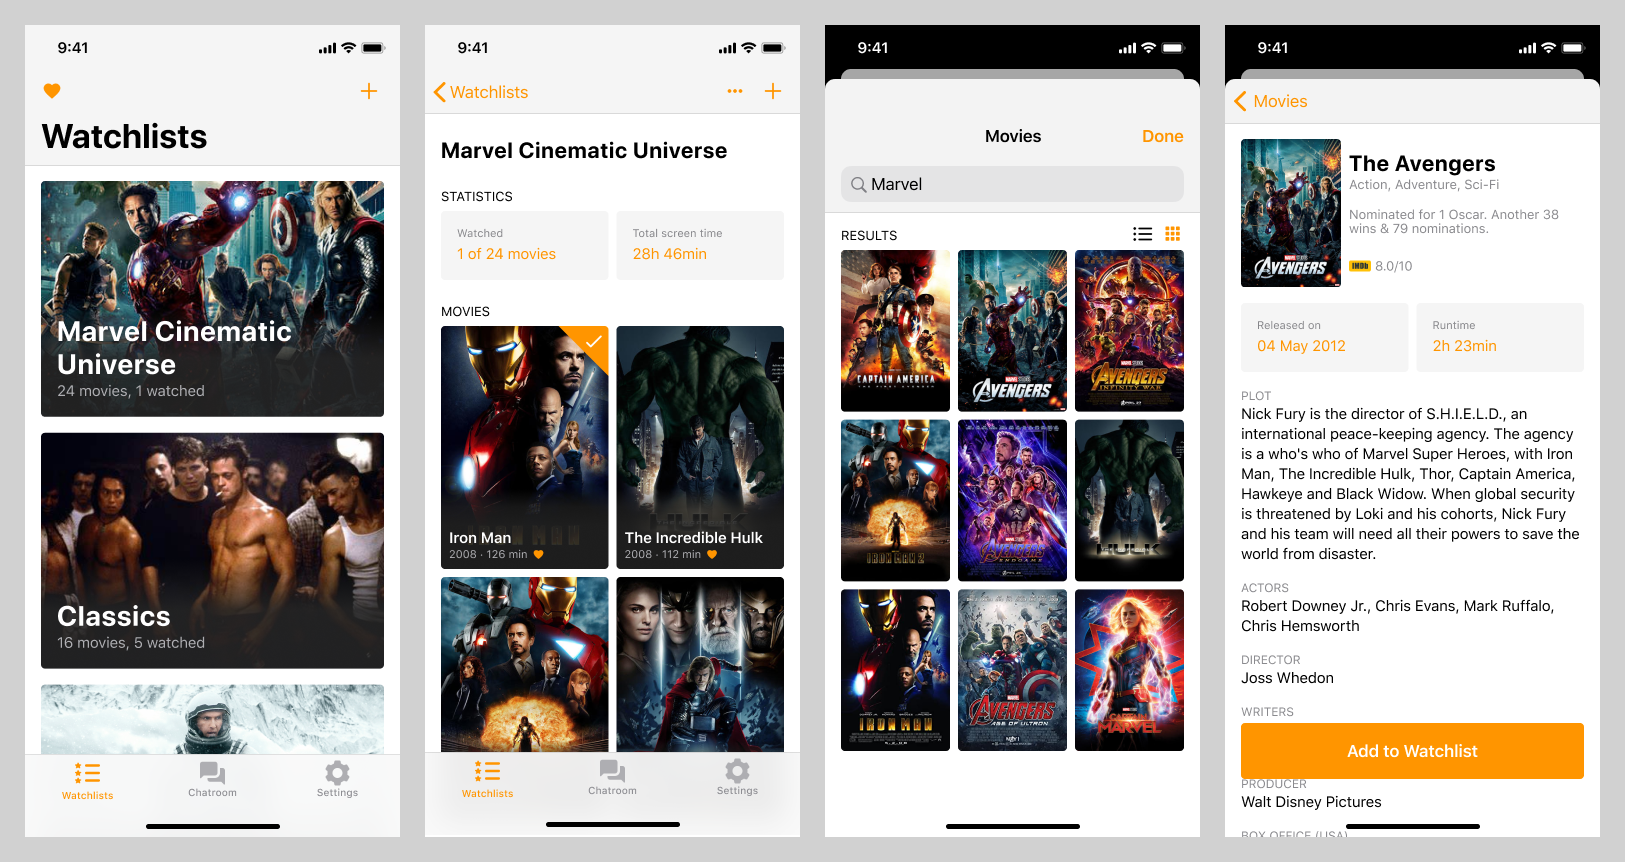 9:41
Watchlists
Marvel Cinematic
Universe
24 movies, 1 watched
Classics
16 movies, 5 watched
Watchlists
Chatroom
Settings
9:41
Watchlists
Marvel Cinematic Universe
STATISTICS
Watched
1 of 24 movies
Total screen time
28h 46min
MOVIES
Iron Man
2008 · 126 min
HULK
The Incredible Hulk
2008 · 112 min
Watchlists
Chatroom
Settings
9:41
Movies
Done
Marvel
RESULTS
CAPTAIN AMERICA
THE FIRST AVENGER
MARVEL
AVENGERS
AVENGERS
INFINITY WAR
IRON MAN 2
AVENGERS
ENDGAME
HULK
IRON MAN
MARVEL
AVENGERS
AGE OF ULTRON
CAPTAIN
MARVEL
9:41
Movies
AVENGERS
The Avengers
Action, Adventure, Sci-Fi
Nominated for 1 Oscar. Another 38
wins & 79 nominations.
IMDb 8.0/10
Released on
04 May 2012
Runtime
2h 23min
PLOT
Nick Fury is the director of S.H.I.E.L.D., an
international peace-keeping agency. The agency
is a who's who of Marvel Super Heroes, with Iron
Man, The Incredible Hulk, Thor, Captain America,
Hawkeye and Black Widow. When global security
is threatened by Loki and his cohorts, Nick Fury
and his team will need all their powers to save the
world from disaster.
ACTORS
Robert Downey Jr., Chris Evans, Mark Ruffalo,
Chris Hemsworth
DIRECTOR
Joss Whedon
WRITERS
Add to Watchlist
PRODUCER
Walt Disney Pictures
BOX OFFICE (USA)